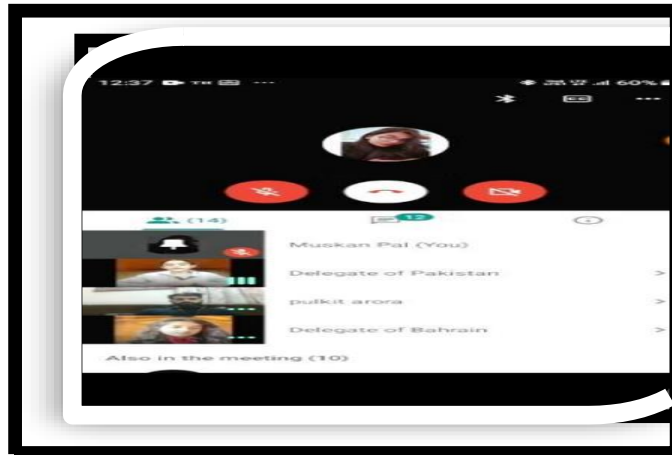 12:37 ... 60%
CC ...
(14) 12
Muskan Pal (You)
Delegate of Pakistan >
pulkit arora >
Delegate of Bahrain >
Also in the meeting (10)